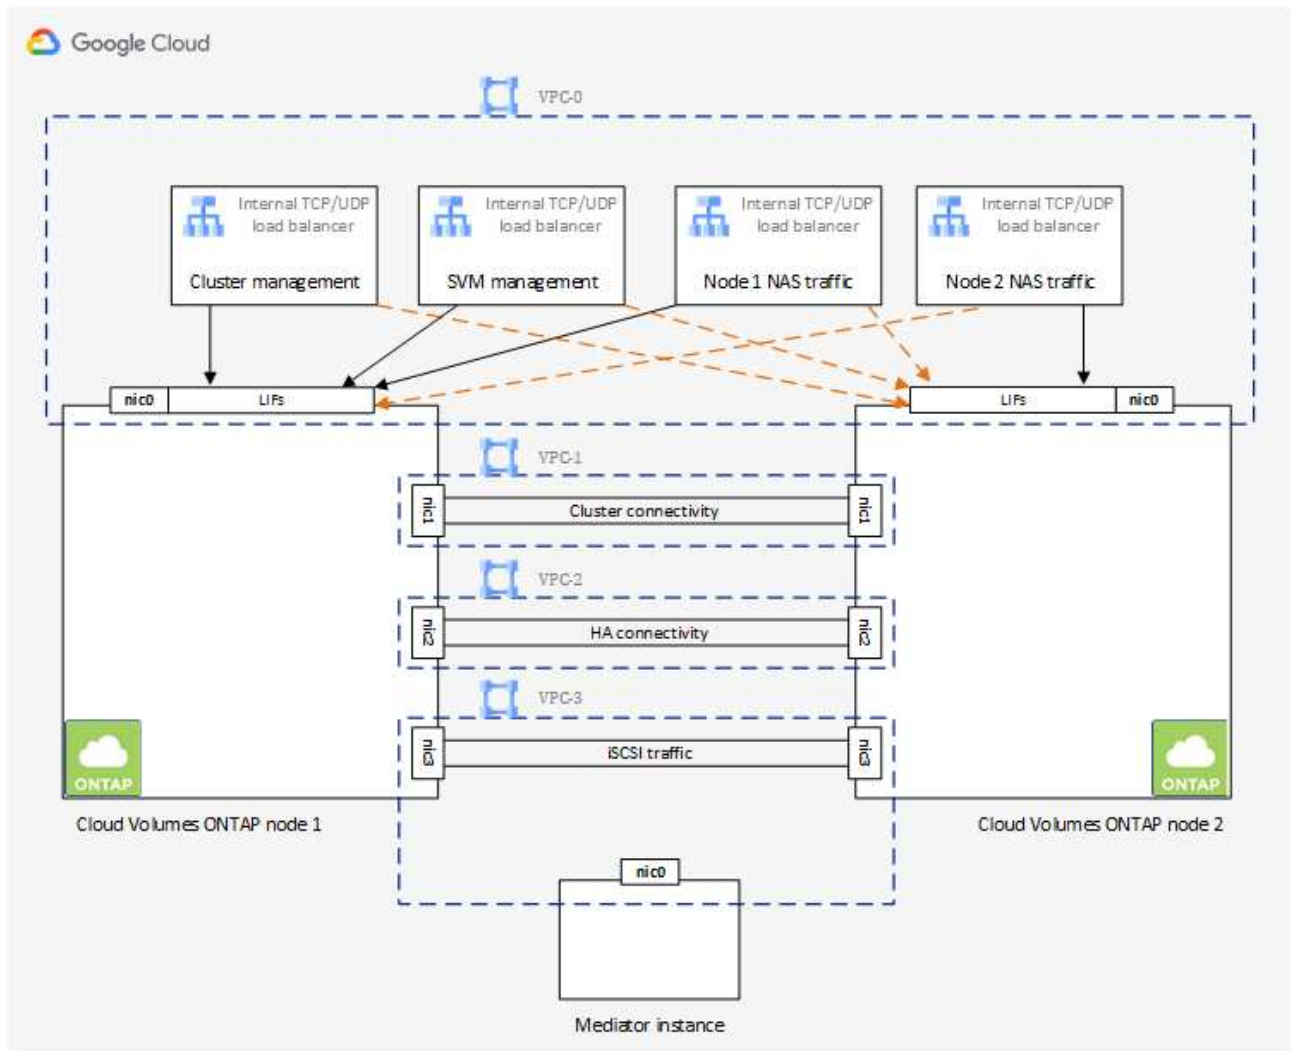 Google Cloud
VPC-0
Internal TCP/UDP
load balancer
Cluster management
Internal TCP/UDP
load balancer
SVM management
Internal TCP/UDP
load balancer
Node 1 NAS traffic
Internal TCP/UDP
load balancer
Node 2 NAS traffic
nic0
LIFs
LIFs
nic0
VPC-1
nic1
Cluster connectivity
nic1
VPC-2
nic2
HA connectivity
nic2
VPC-3
nic3
iSCSI traffic
nic3
ONTAP
ONTAP
Cloud Volumes ONTAP node 1
Cloud Volumes ONTAP node 2
nic0
Mediator instance